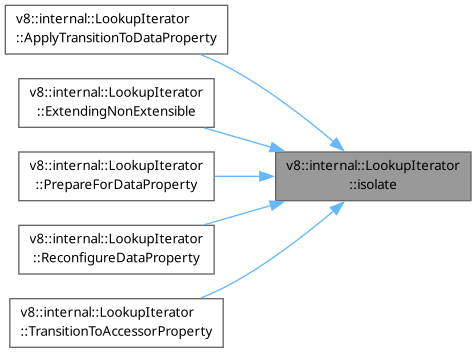 v8::internal::LookupIterator
::ApplyTransitionToDataProperty
v8::internal::LookupIterator
::ExtendingNonExtensible
v8::internal::LookupIterator
::PrepareForDataProperty
v8::internal::LookupIterator
::ReconfigureDataProperty
v8::internal::LookupIterator
::TransitionToAccessorProperty
v8::internal::LookupIterator
::isolate